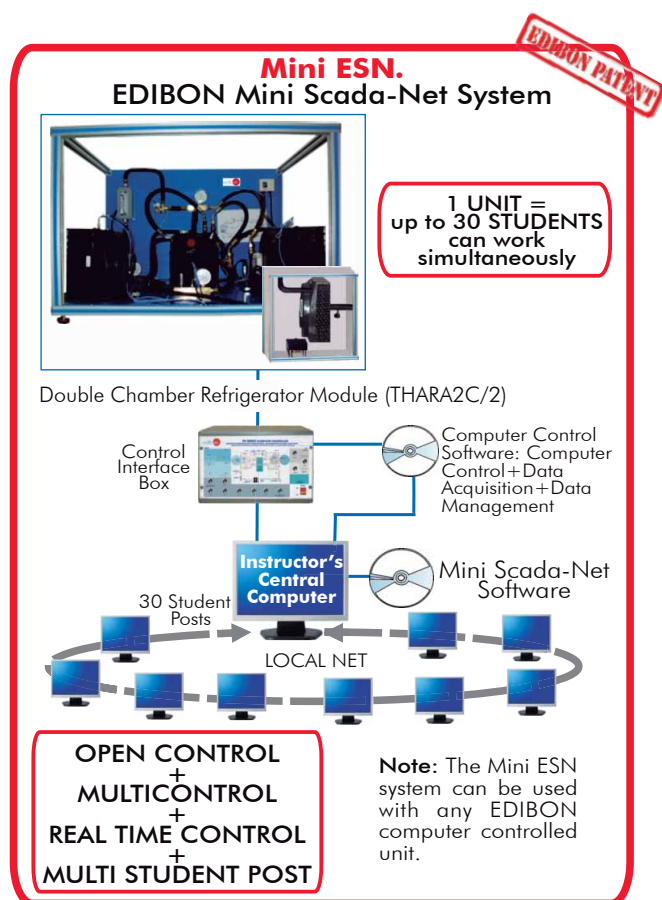 EDIBON PATENT
Mini ESN.
EDIBON Mini Scada-Net System
1 UNIT =
up to 30 STUDENTS
can work
simultaneously
Double Chamber Refrigerator Module (THARA2C/2)
Control
Interface
Box
Computer Control
Software: Computer
Control+Data
Acquisition+Data
Management
Instructor's
Central
Computer
Mini Scada-Net
Software
30 Student
Posts
LOCAL NET
OPEN CONTROL
+
MULTICONTROL
+
REAL TIME CONTROL
+
MULTI STUDENT POST
Note: The Mini ESN
system can be used
with any EDIBON
computer controlled
unit.